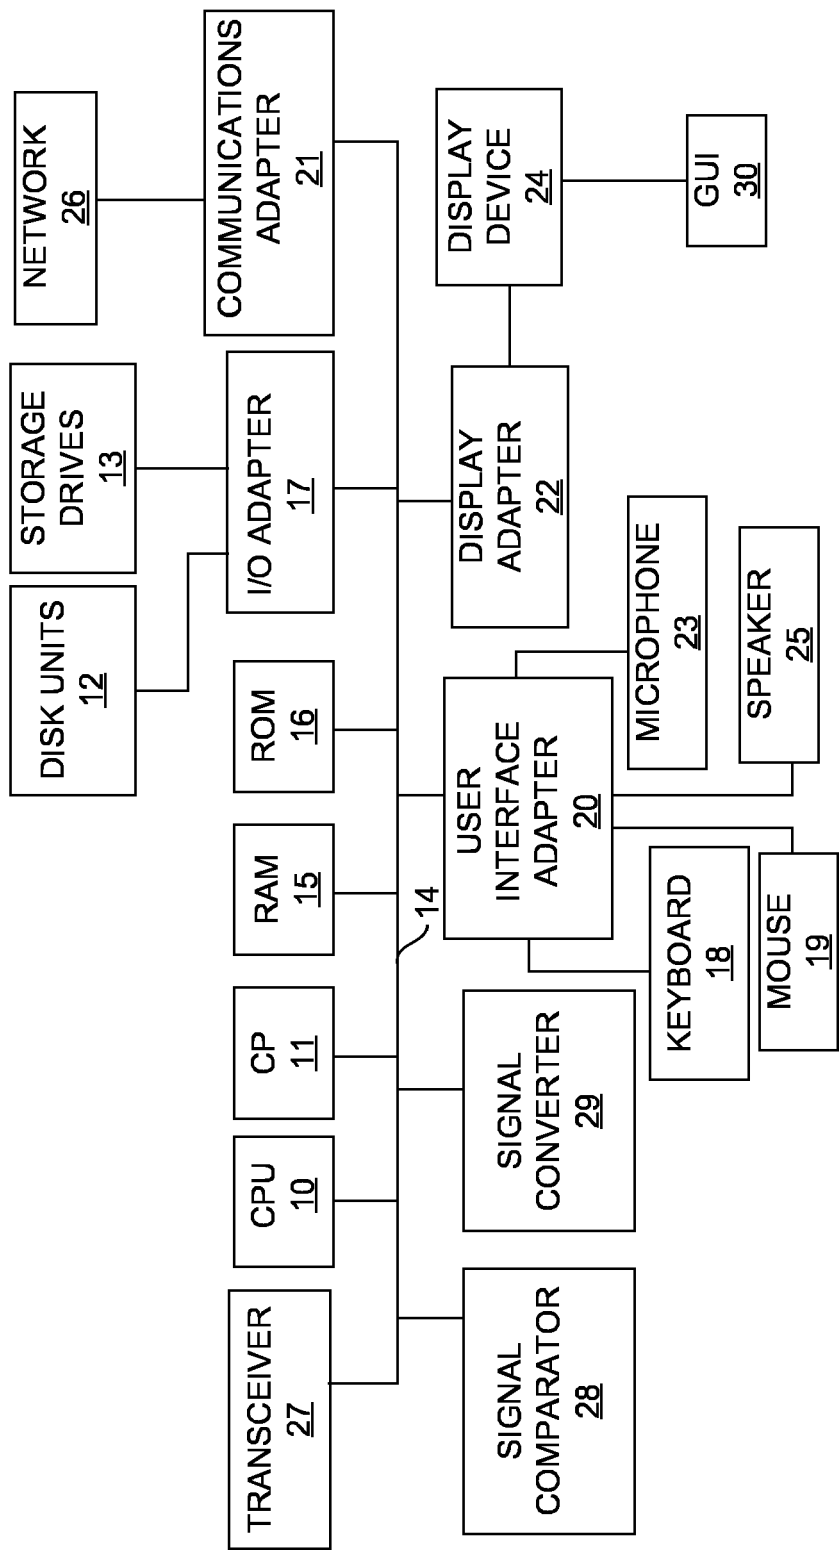 NETWORK
26
COMMUNICATIONS
ADAPTER
21
STORAGE
DRIVES
13
DISK UNITS
12
I/O ADAPTER
17
ROM
16
RAM
15
CP
11
CPU
10
TRANSCEIVER
27
14
DISPLAY
DEVICE
24
GUI
30
DISPLAY
ADAPTER
22
USER
INTERFACE
ADAPTER
20
MICROPHONE
23
SPEAKER
25
KEYBOARD
18
MOUSE
19
SIGNAL
CONVERTER
29
SIGNAL
COMPARATOR
28